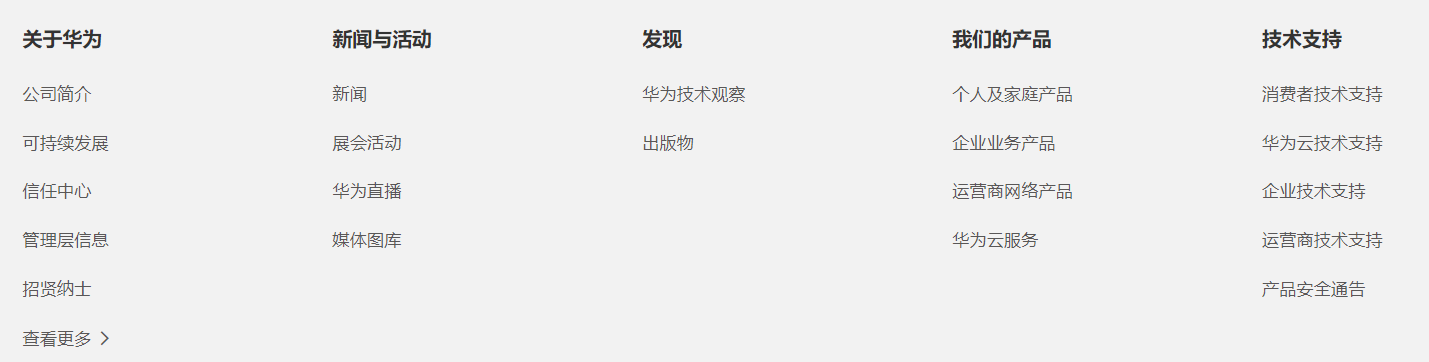 关于华为
公司简介
可持续发展
信任中心
管理层信息
招贤纳士
查看更多 >
新闻与活动
新闻
展会活动
华为直播
媒体图库
发现
华为技术观察
出版物
我们的产品
个人及家庭产品
企业业务产品
运营商网络产品
华为云服务
技术支持
消费者技术支持
华为云技术支持
企业技术支持
运营商技术支持
产品安全通告